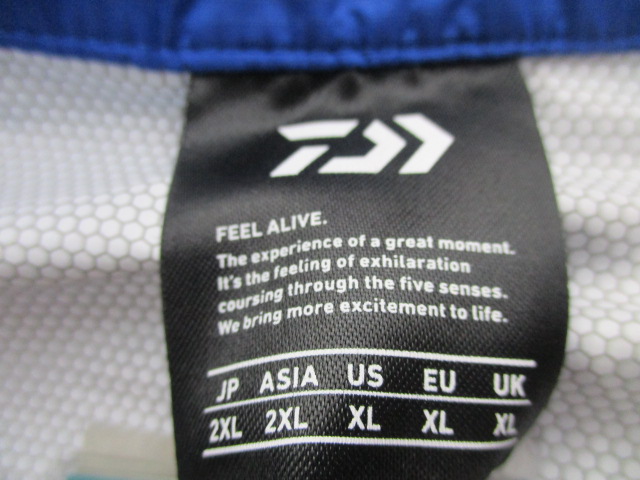 FEEL ALIVE.
The experience of a great moment.
It's the feeling of exhilaration
coursing through the five senses.
We bring more excitement to life.
JP ASIA US EU UK
2XL 2XL XL XL XL